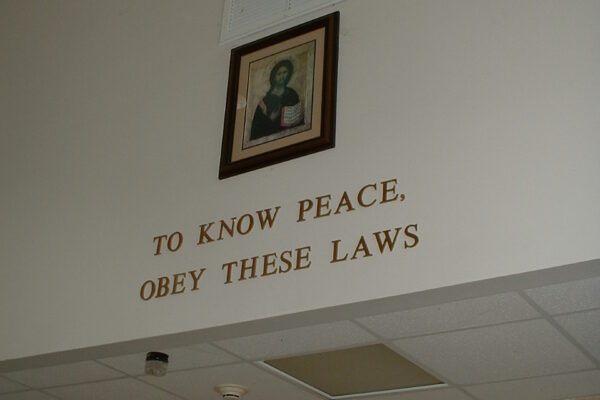 TO KNOW PEACE,
OBEY THESE LAWS